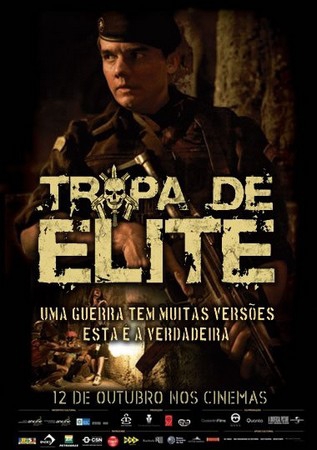 TROPA DE
ELITE
UMA GUERRA TEM MUITAS VERSÕES
ESTA É A VERDADEIRA
12 DE OUTUBRO NOS CINEMAS